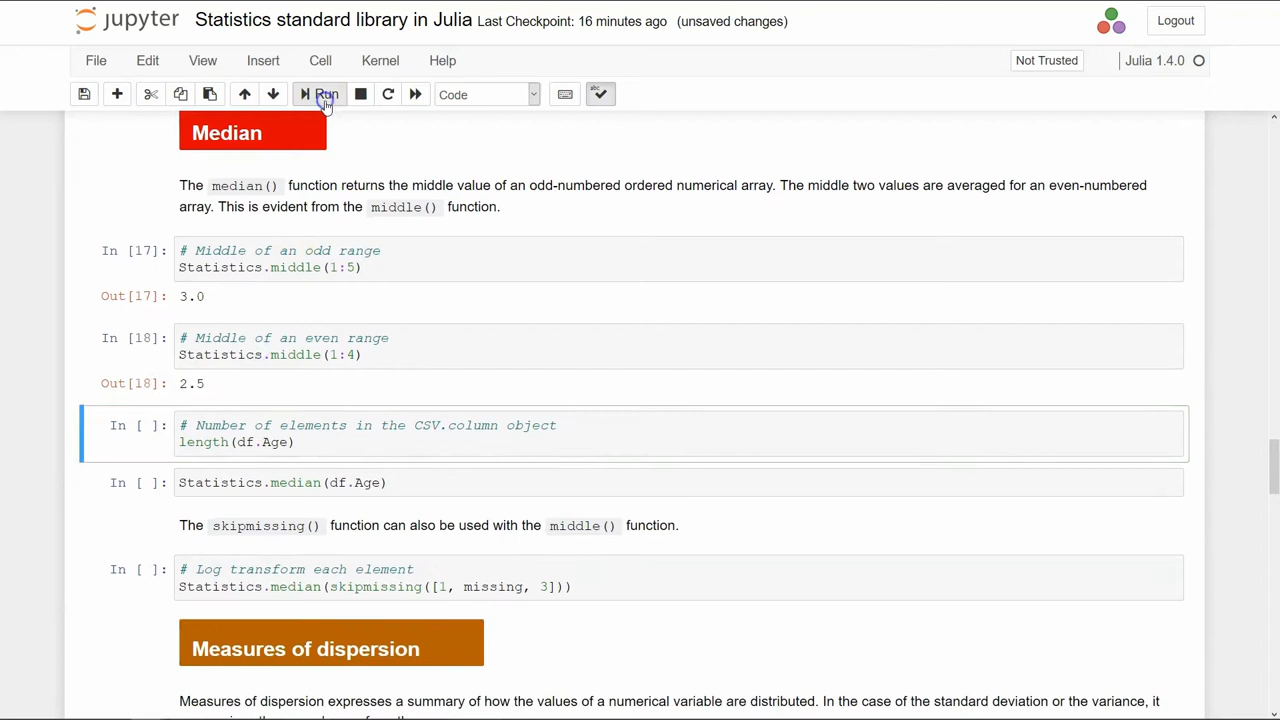 jupyter Statistics standard library in Julia Last Checkpoint: 16 minutes ago (unsaved changes) Logout
File Edit View Insert Cell Kernel Help Not Trusted Julia 1.4.0
Run Code
Median
The median() function returns the middle value of an odd-numbered ordered numerical array. The middle two values are averaged for an even-numbered
array. This is evident from the middle() function.
In [17]: # Middle of an odd range
Statistics.middle(1:5)
Out[17]: 3.0
In [18]: # Middle of an even range
Statistics.middle(1:4)
Out[18]: 2.5
In [ ]: # Number of elements in the CSV.column object
length(df.Age)
In [ ]: Statistics.median(df.Age)
The skipmissing() function can also be used with the middle() function.
In [ ]: # Log transform each element
Statistics.median(skipmissing([1, missing, 3]))
Measures of dispersion
Measures of dispersion expresses a summary of how the values of a numerical variable are distributed. In the case of the standard deviation or the variance, it